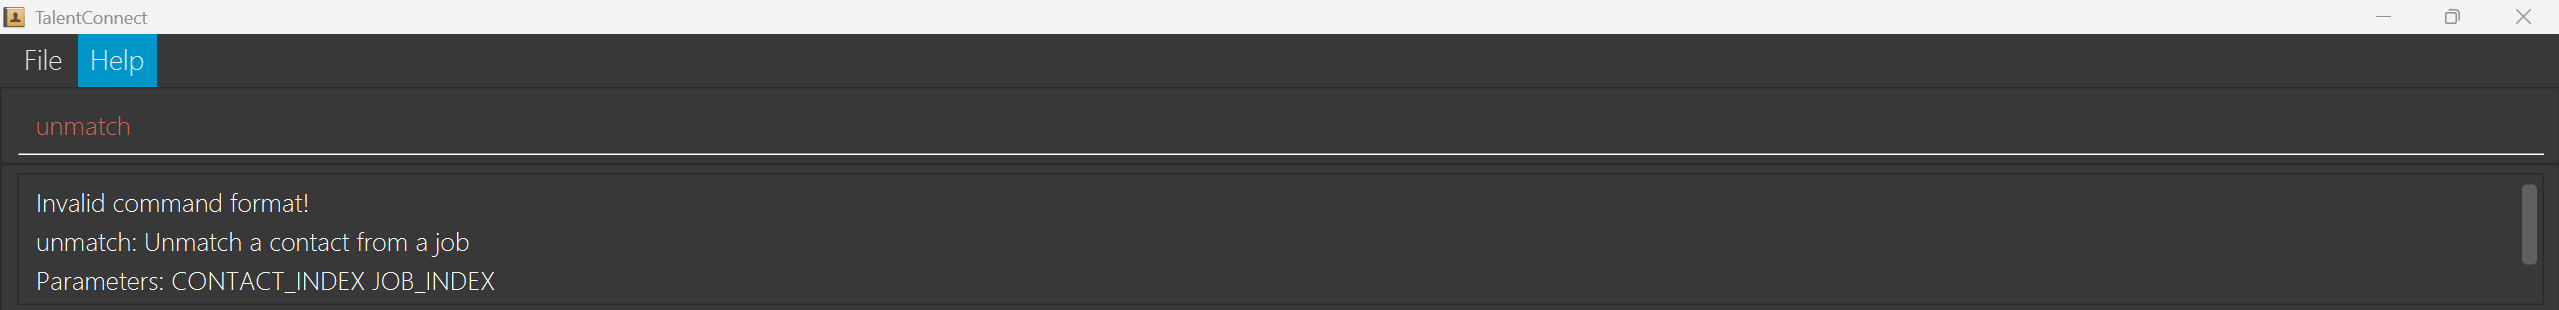 TalentConnect
File Help
unmatch
Invalid command format!
unmatch: Unmatch a contact from a job
Parameters: CONTACT_INDEX JOB_INDEX